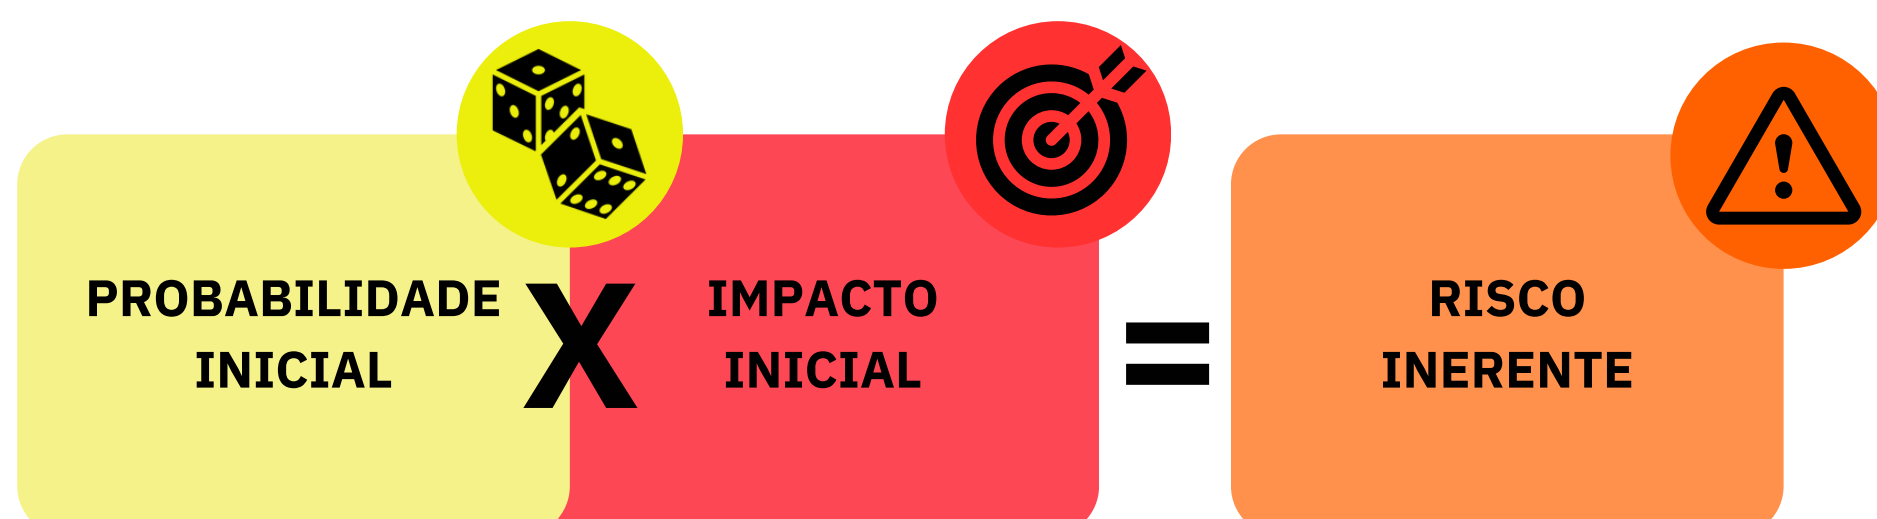 PROBABILIDADE
INICIAL
X
IMPACTO
INICIAL
=
RISCO
INERENTE